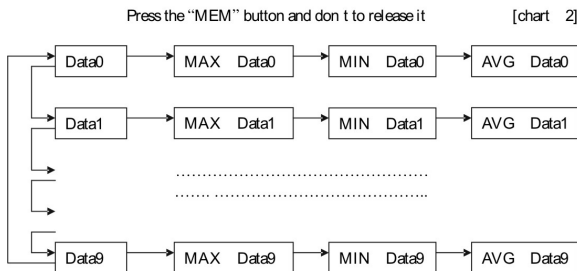 Press the “MEM” button and don t to release it [chart 2]
Data0 MAX Data0 MIN Data0 AVG Data0
Data1 MAX Data1 MIN Data1 AVG Data1
................................................
....... ........................................
Data9 MAX Data9 MIN Data9 AVG Data9